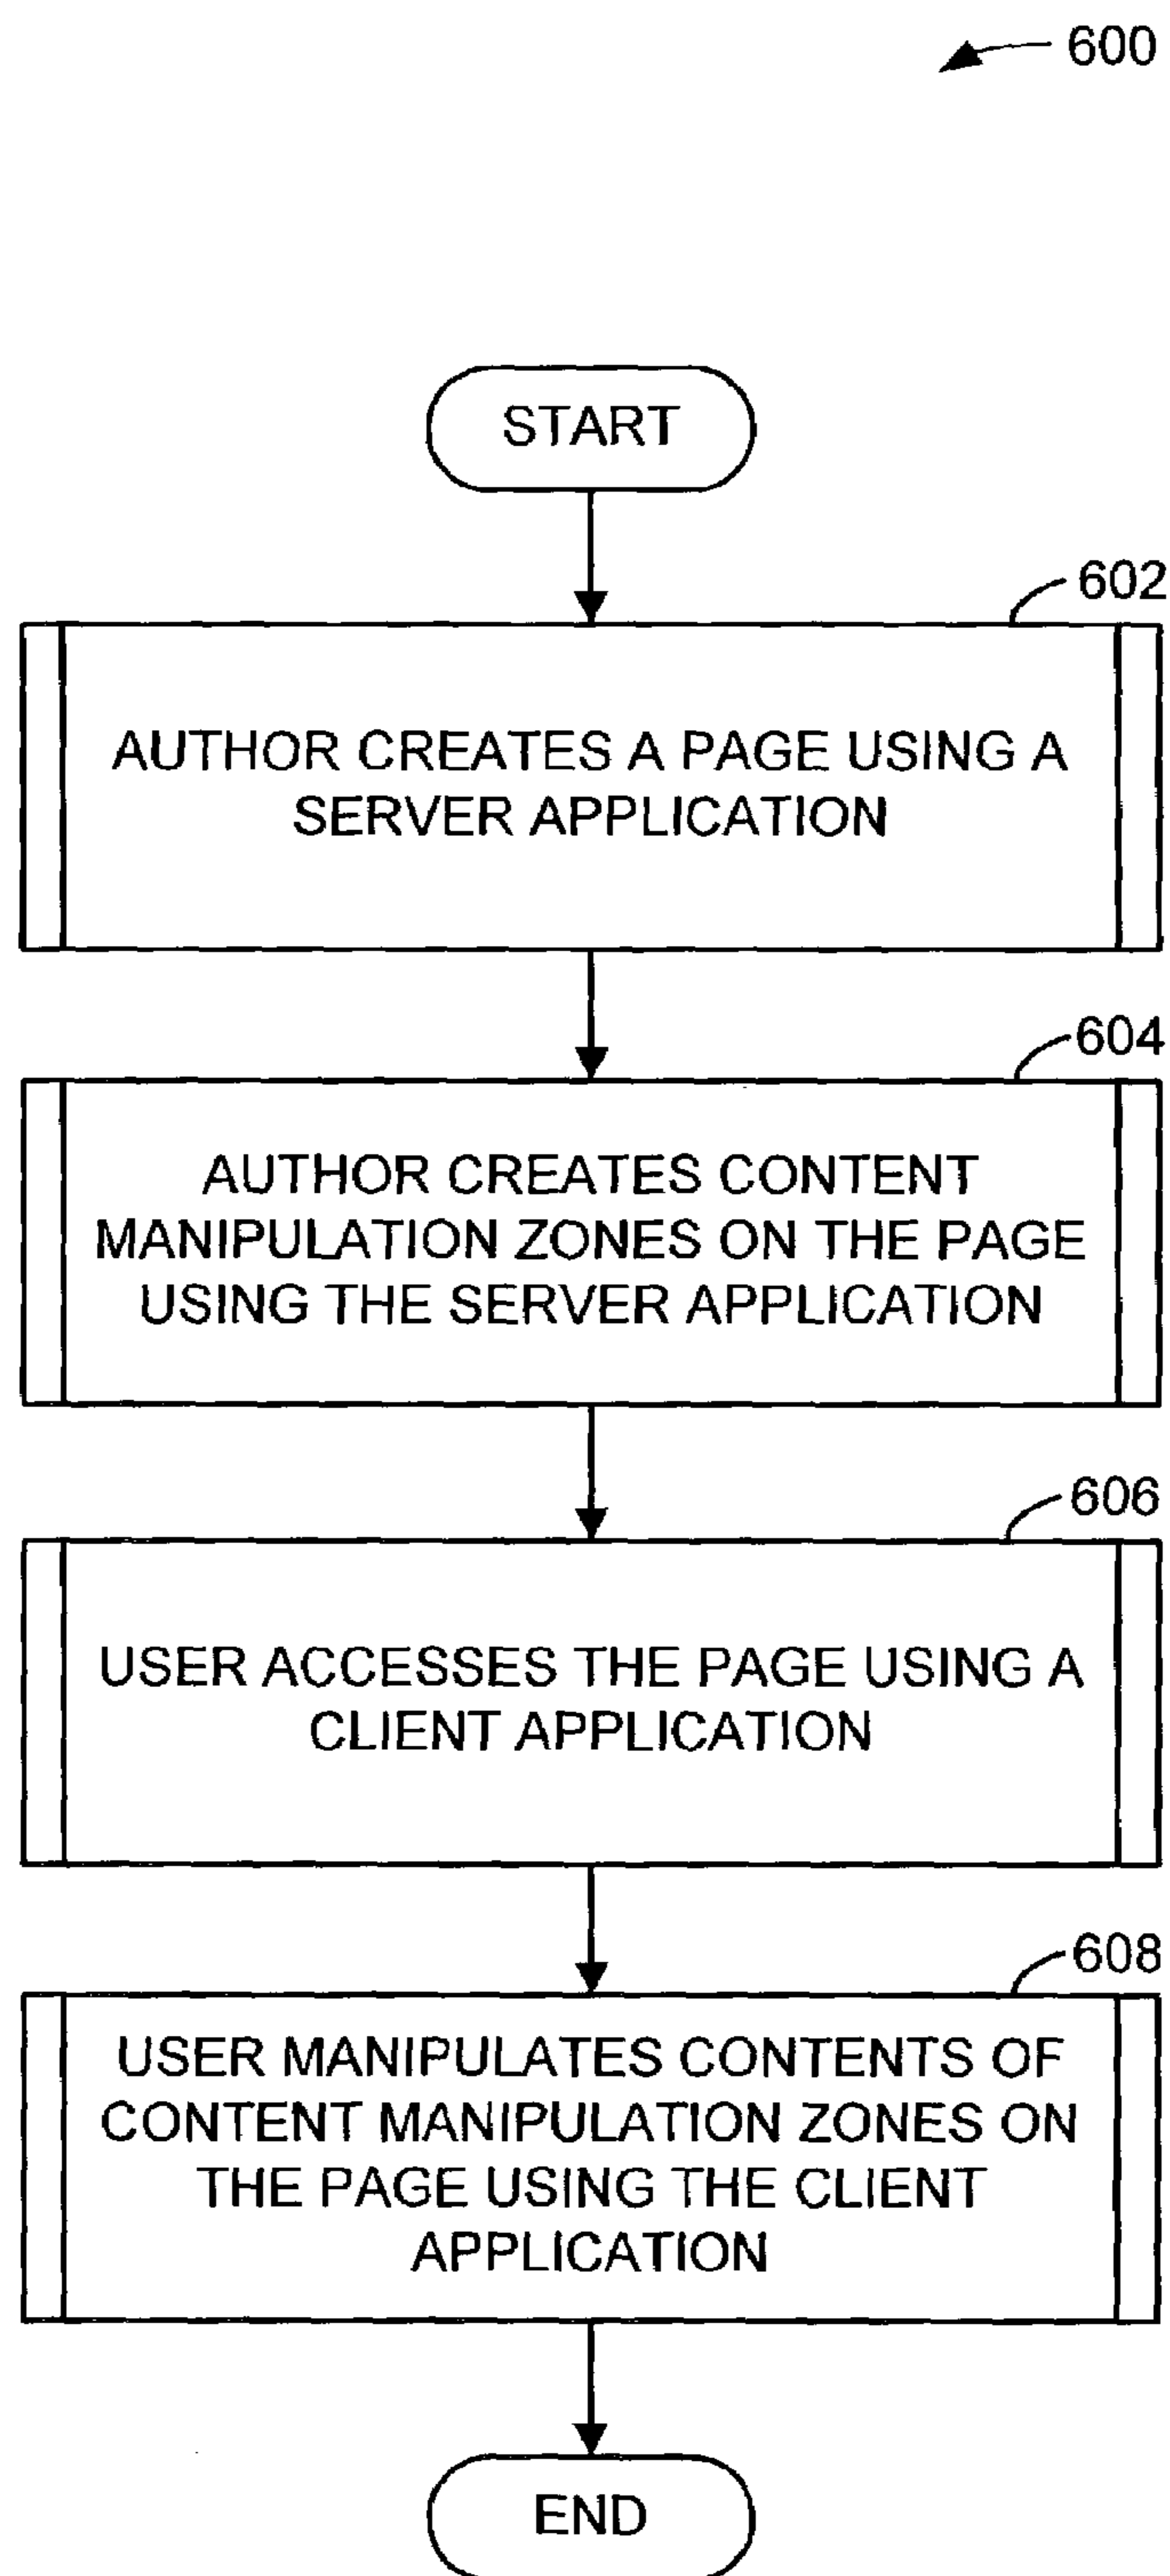 600
START
602
AUTHOR CREATES A PAGE USING A
SERVER APPLICATION
604
AUTHOR CREATES CONTENT
MANIPULATION ZONES ON THE PAGE
USING THE SERVER APPLICATION
606
USER ACCESSES THE PAGE USING A
CLIENT APPLICATION
608
USER MANIPULATES CONTENTS OF
CONTENT MANIPULATION ZONES ON
THE PAGE USING THE CLIENT
APPLICATION
END